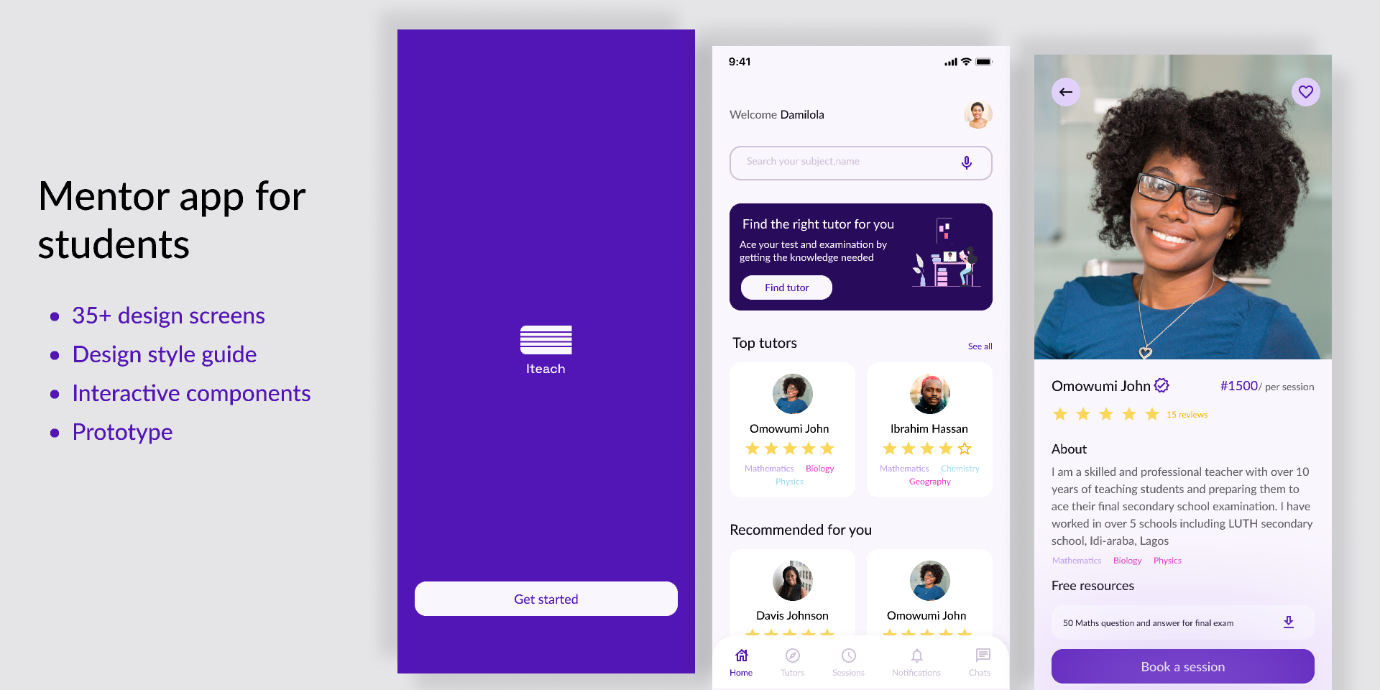 Mentor app for
students
35+ design screens
Design style guide
Interactive components
Prototype
Iteach
Get started
9:41
Welcome Damilola
Search your subject,name
Find the right tutor for you
Ace your test and examination by
getting the knowledge needed
Find tutor
Top tutors
See all
Omowumi John
Mathematics Biology
Physics
Ibrahim Hassan
Mathematics Chemistry
Geography
Recommended for you
Davis Johnson
Omowumi John
Home Tutors Sessions Notifications Chats
Omowumi John
#1500/ per session
15 reviews
About
I am a skilled and professional teacher with over 10
years of teaching students and preparing them to
ace their final secondary school examination. I have
worked in over 5 schools including LUTH secondary
school, Idi-araba, Lagos
Mathematics Biology Physics
Free resources
50 Maths question and answer for final exam
Book a session